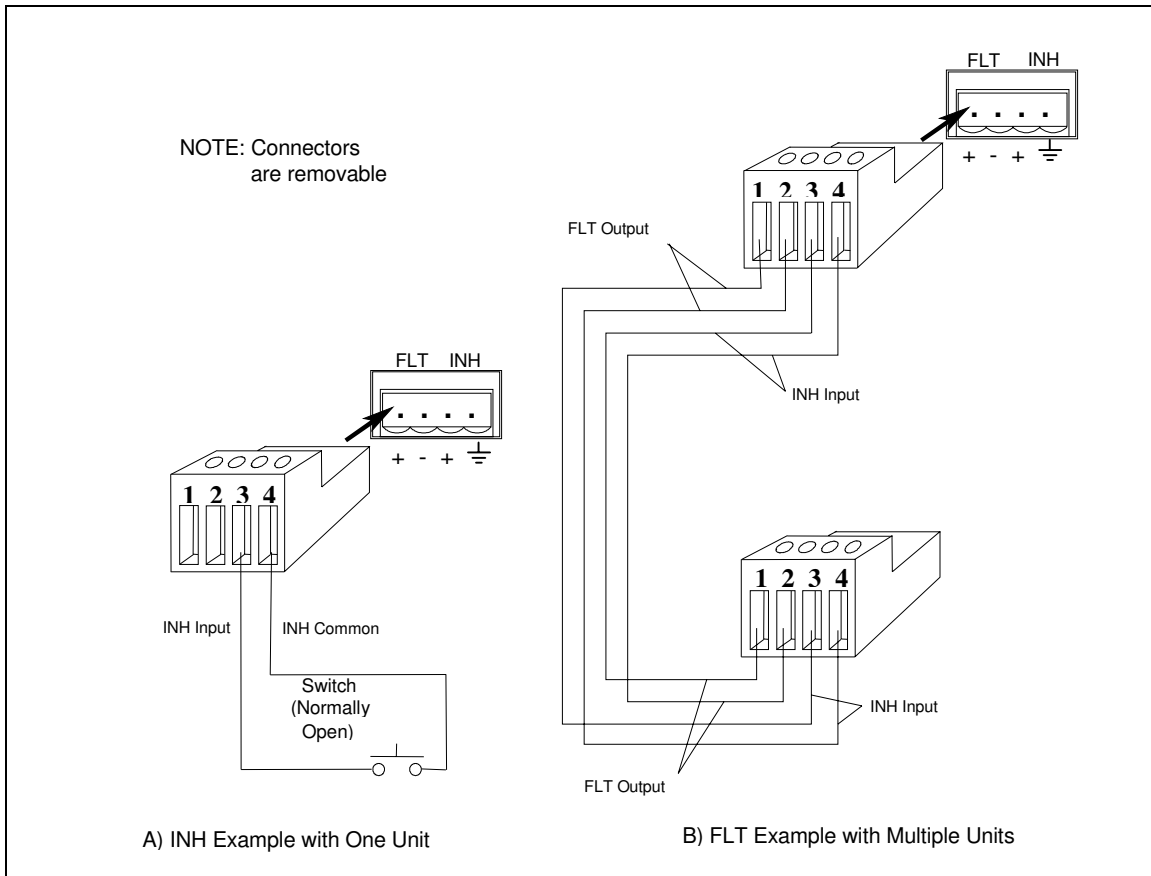 NOTE: Connectors
are removable
FLT INH
+ - +
1 2 3 4
INH Input
INH Common
Switch
(Normally
Open)
A) INH Example with One Unit
FLT INH
+ - +
1 2 3 4
FLT Output
INH Input
1 2 3 4
INH Input
FLT Output
B) FLT Example with Multiple Units